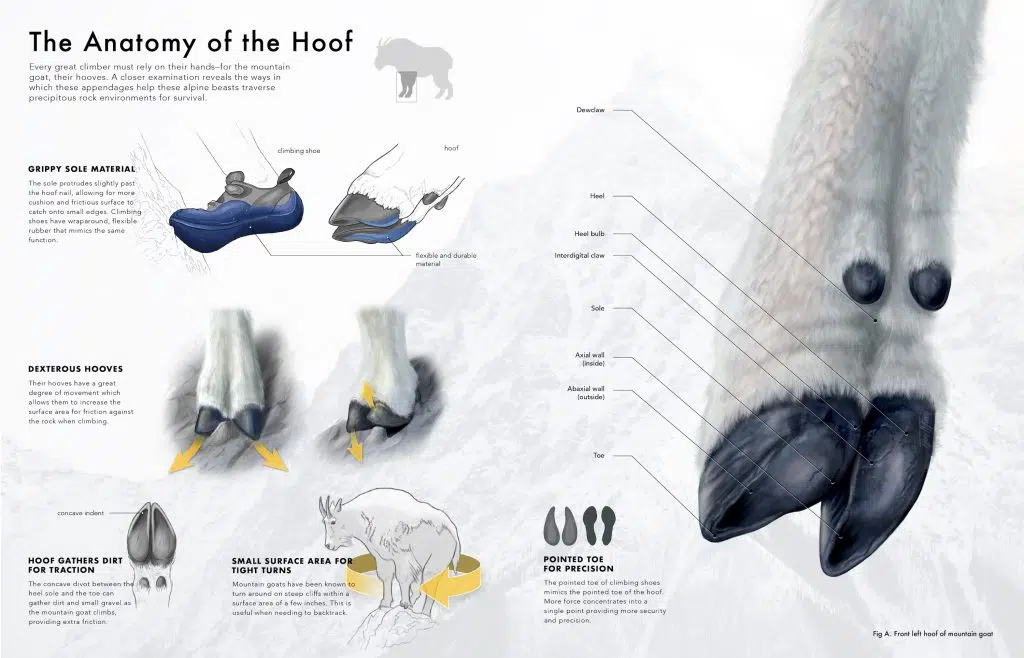 The Anatomy of the Hoof
Every great climber must rely on their hands–for the mountain
goat, their hooves. A closer examination reveals the ways in
which these appendages help these alpine beasts traverse
precipitous rock environments for survival.
GRIPPY SOLE MATERIAL
The sole protrudes slightly past
the hoof nail, allowing for more
cushion and frictious surface to
catch onto small edges. Climbing
shoes have wraparound, flexible
rubber that mimics the same
function.
climbing shoe
hoof
flexible and durable
material
DEXTEROUS HOOVES
Their hooves have a great
degree of movement which
allows them to increase the
surface area for friction against
the rock when climbing.
concave indent
HOOF GATHERS DIRT
FOR TRACTION
The concave divot between the
heel sole and the toe can
gather dirt and small gravel as
the mountain goat climbs,
providing extra friction.
SMALL SURFACE AREA FOR
TIGHT TURNS
Mountain goats have been known to
turn around on steep cliffs within a
surface area of a few inches. This is
useful when needing to backtrack.
POINTED TOE
FOR PRECISION
The pointed toe of climbing shoes
mimics the pointed toe of the hoof.
More force concentrates into a
single point providing more security
and precision.
Dewclaw
Heel
Heel bulb
Interdigital claw
Sole
Axial wall
(inside)
Abaxial wall
(outside)
Toe
Fig A. Front left hoof of mountain goat